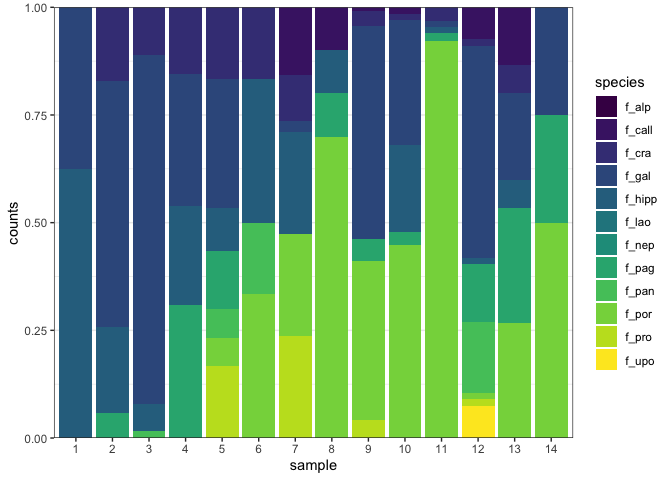 1.00
0.75
0.50
0.25
0.00
counts
1 2 3 4 5 6 7 8 9 10 11 12 13 14
sample
species
f_alp
f_call
f_cra
f_gal
f_hipp
f_lao
f_nep
f_pag
f_pan
f_por
f_pro
f_upo